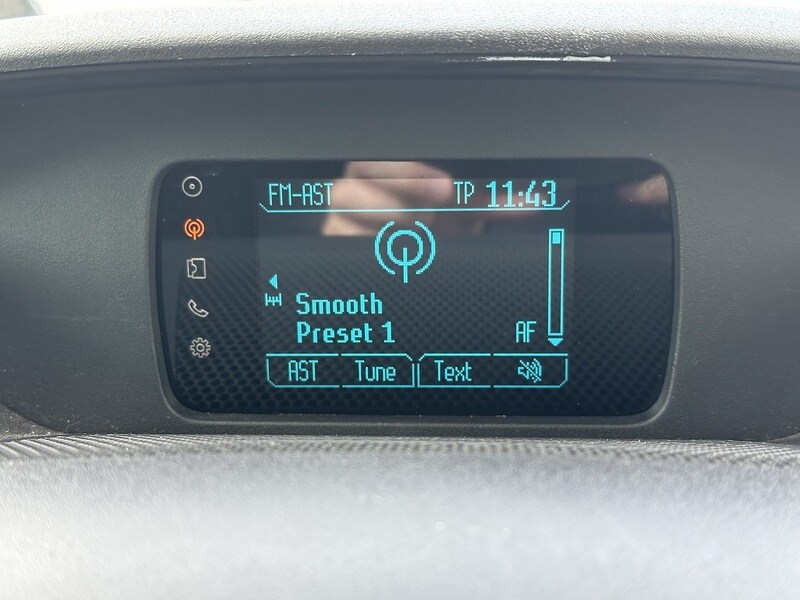 FM-AST TP 11:43
Smooth
Preset 1 AF
AST Tune Text